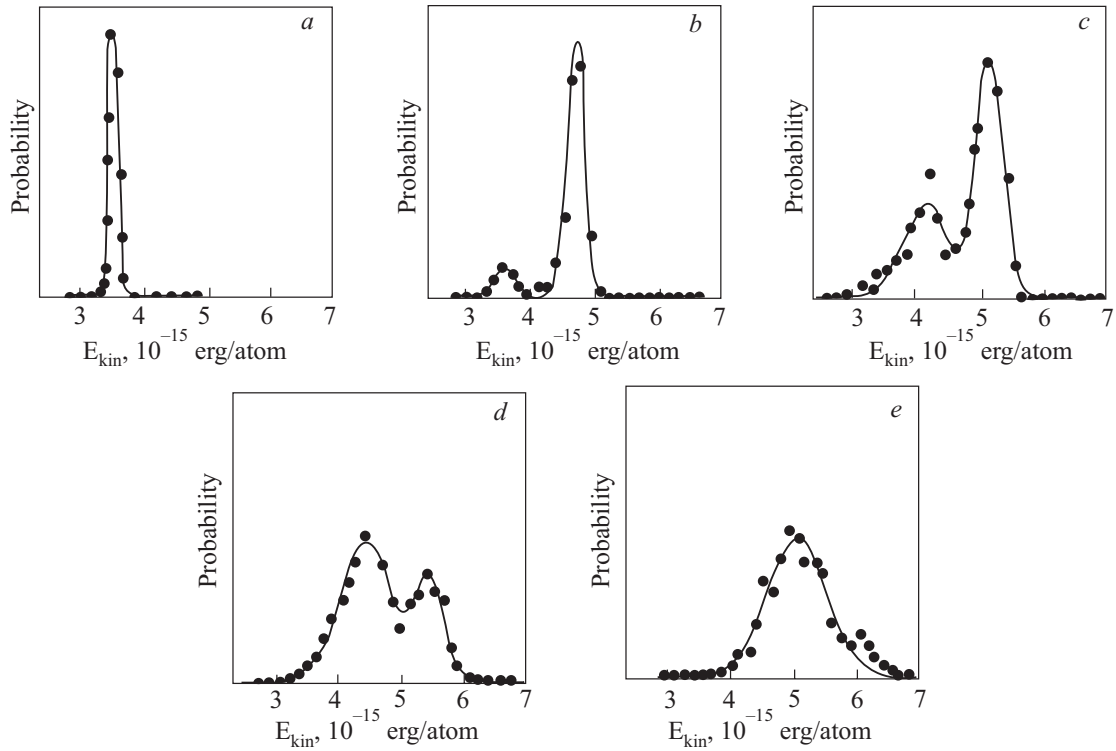 a
Probability
3 4 5 6 7
E_kin, 10^−15 erg/atom
b
Probability
3 4 5 6 7
E_kin, 10^−15 erg/atom
c
Probability
3 4 5 6 7
E_kin, 10^−15 erg/atom
d
Probability
3 4 5 6 7
E_kin, 10^−15 erg/atom
e
Probability
3 4 5 6 7
E_kin, 10^−15 erg/atom